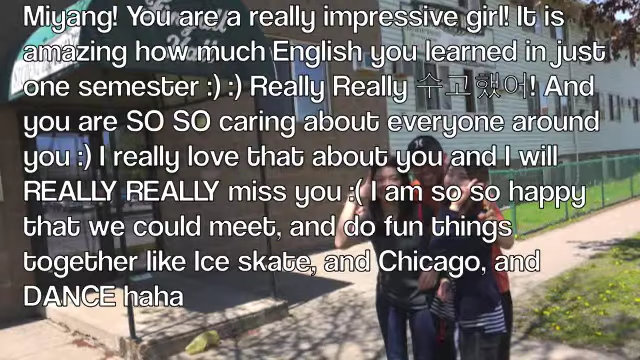 Miyang! You are a really impressive girl! It is
amazing how much English you learned in just
one semester :) :) Really Really 수고했어! And
you are SO SO caring about everyone around
you :) I really love that about you and I will
REALLY REALLY miss you :( I am so so happy
that we could meet, and do fun things
together like Ice skate, and Chicago, and
DANCE haha